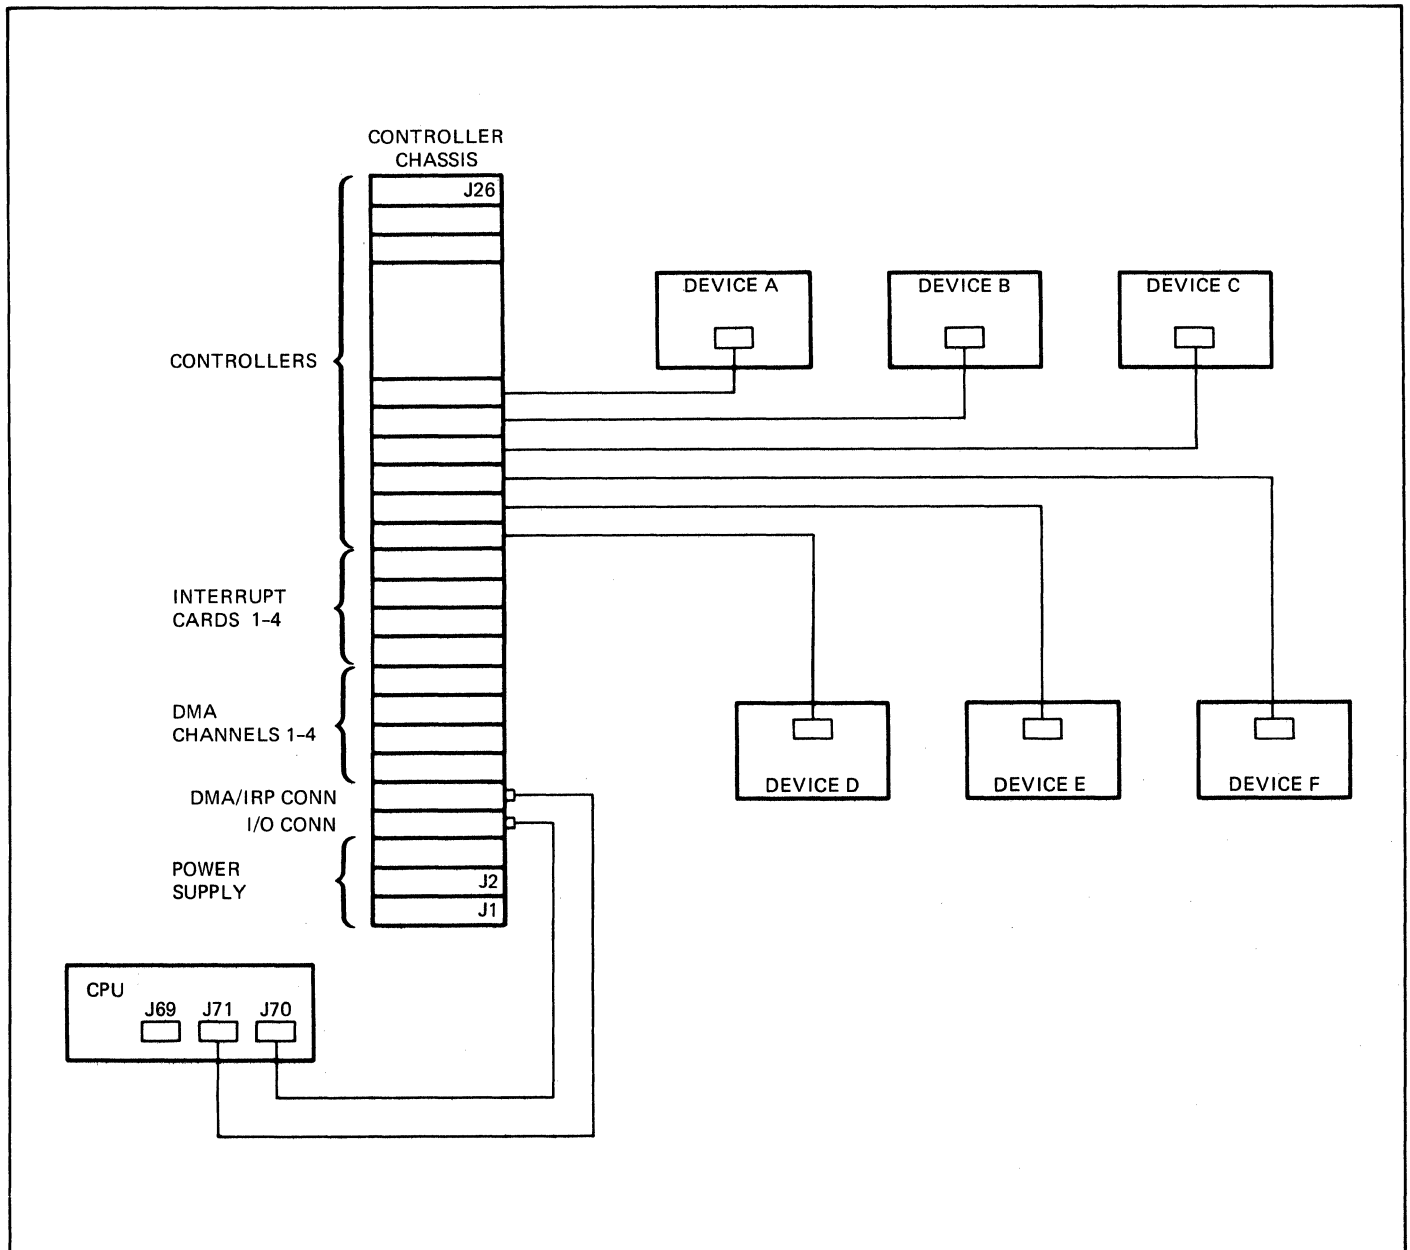 CONTROLLER
CHASSIS
J26
DEVICE A
DEVICE B
DEVICE C
CONTROLLERS
INTERRUPT
CARDS 1-4
DMA
CHANNELS 1-4
DEVICE D
DEVICE E
DEVICE F
DMA/IRP CONN
I/O CONN
POWER
SUPPLY
J2
J1
CPU
J69
J71
J70